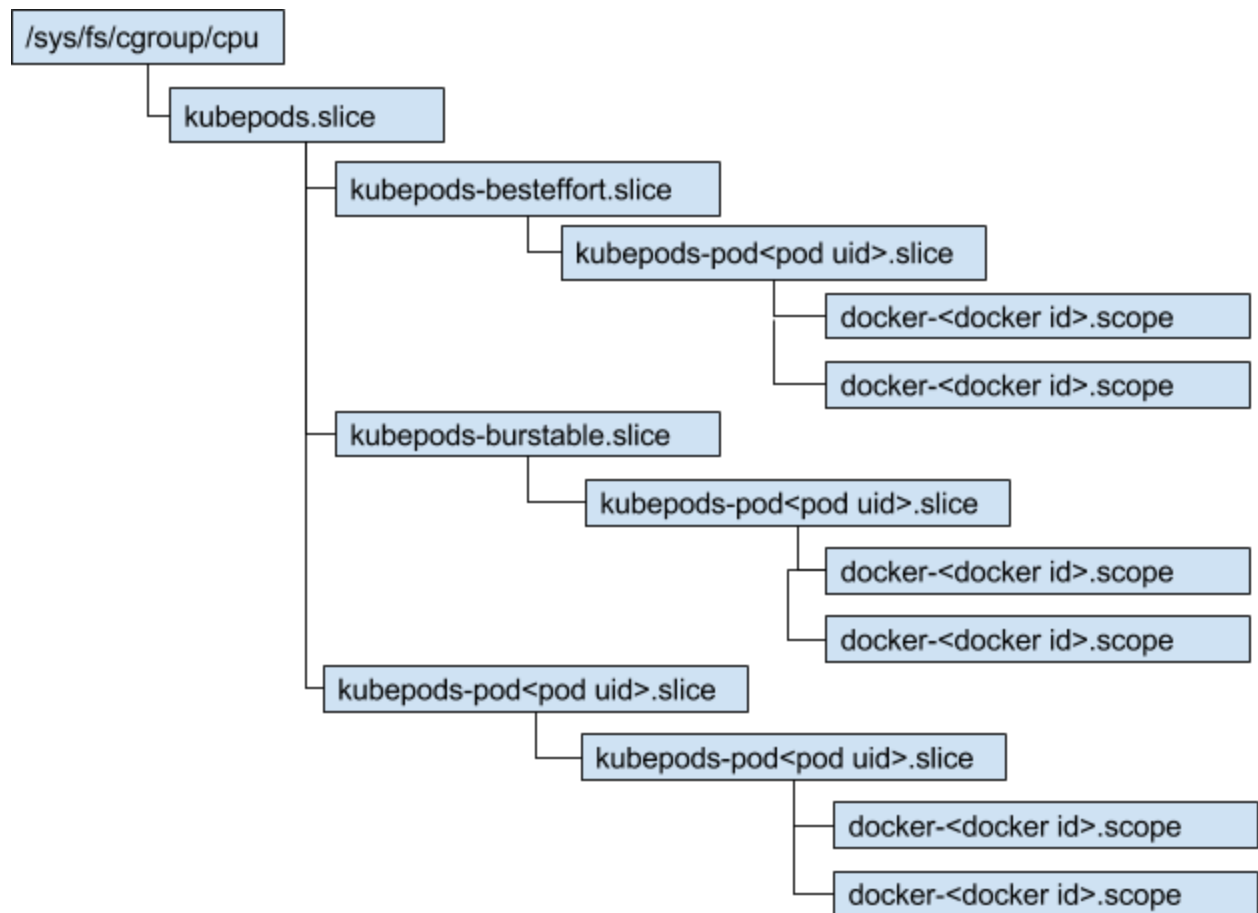 /sys/fs/cgroup/cpu
kubepods.slice
kubepods-besteffort.slice
kubepods-pod<pod uid>.slice
docker-<docker id>.scope
docker-<docker id>.scope
kubepods-burstable.slice
kubepods-pod<pod uid>.slice
docker-<docker id>.scope
docker-<docker id>.scope
kubepods-pod<pod uid>.slice
kubepods-pod<pod uid>.slice
docker-<docker id>.scope
docker-<docker id>.scope